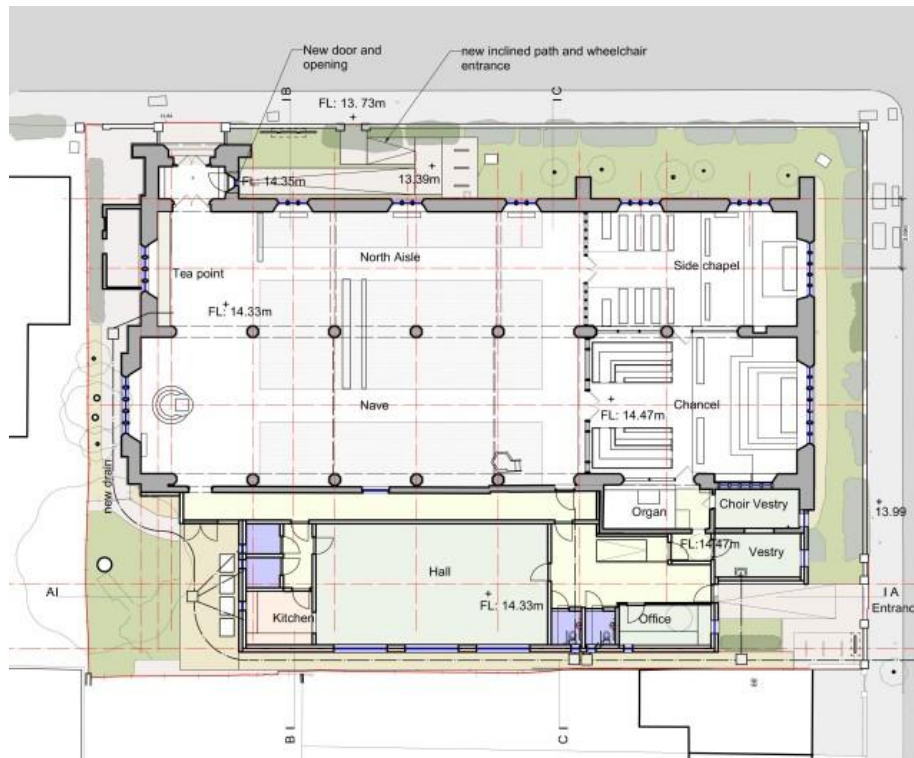 New door and
opening
new inclined path and wheelchair
entrance
I B
I C
FL: 13. 73m
FL: 14.35m
13.39m
North Aisle
Side chapel
Tea point
FL: 14.33m
Nave
Chancel
FL: 14.47m
new drain
Organ
Choir Vestry
13.99
FL:14.47m
Vestry
Hall
A I
I A
FL: 14.33m
Kitchen
Office
Entranc
B I
C I